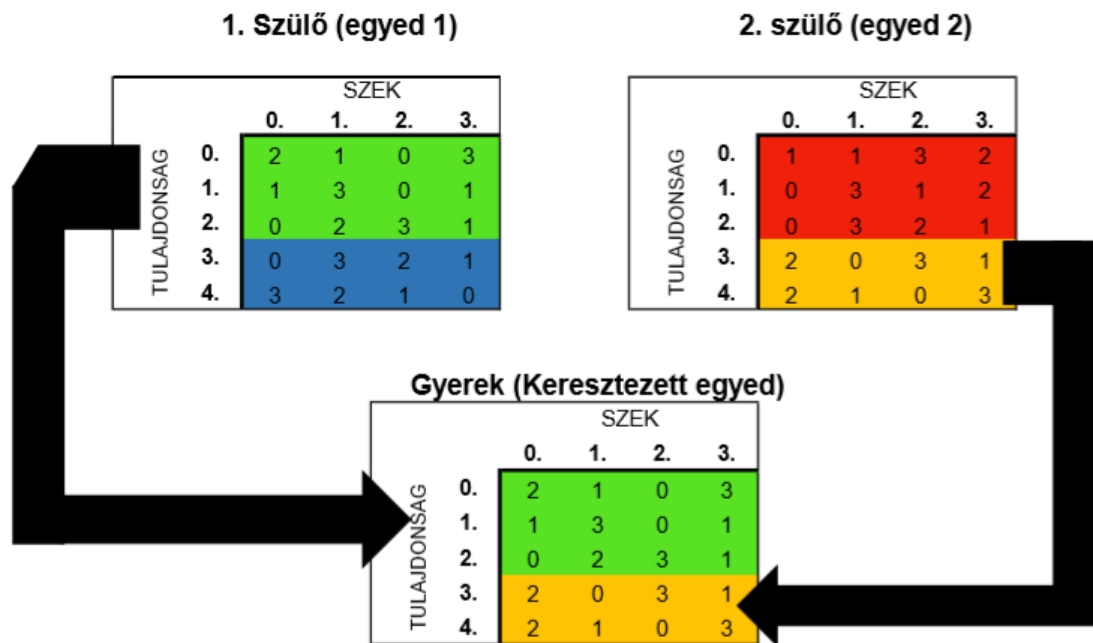 1. Szülő (egyed 1)
SZEK
0. 1. 2. 3.
TULAJDONSAG
0. 2 1 0 3
1. 1 3 0 1
2. 0 2 3 1
3. 0 3 2 1
4. 3 2 1 0
2. szülő (egyed 2)
SZEK
0. 1. 2. 3.
TULAJDONSAG
0. 1 1 3 2
1. 0 3 1 2
2. 0 3 2 1
3. 2 0 3 1
4. 2 1 0 3
Gyerek (Keresztezett egyed)
SZEK
0. 1. 2. 3.
TULAJDONSAG
0. 2 1 0 3
1. 1 3 0 1
2. 0 2 3 1
3. 2 0 3 1
4. 2 1 0 3